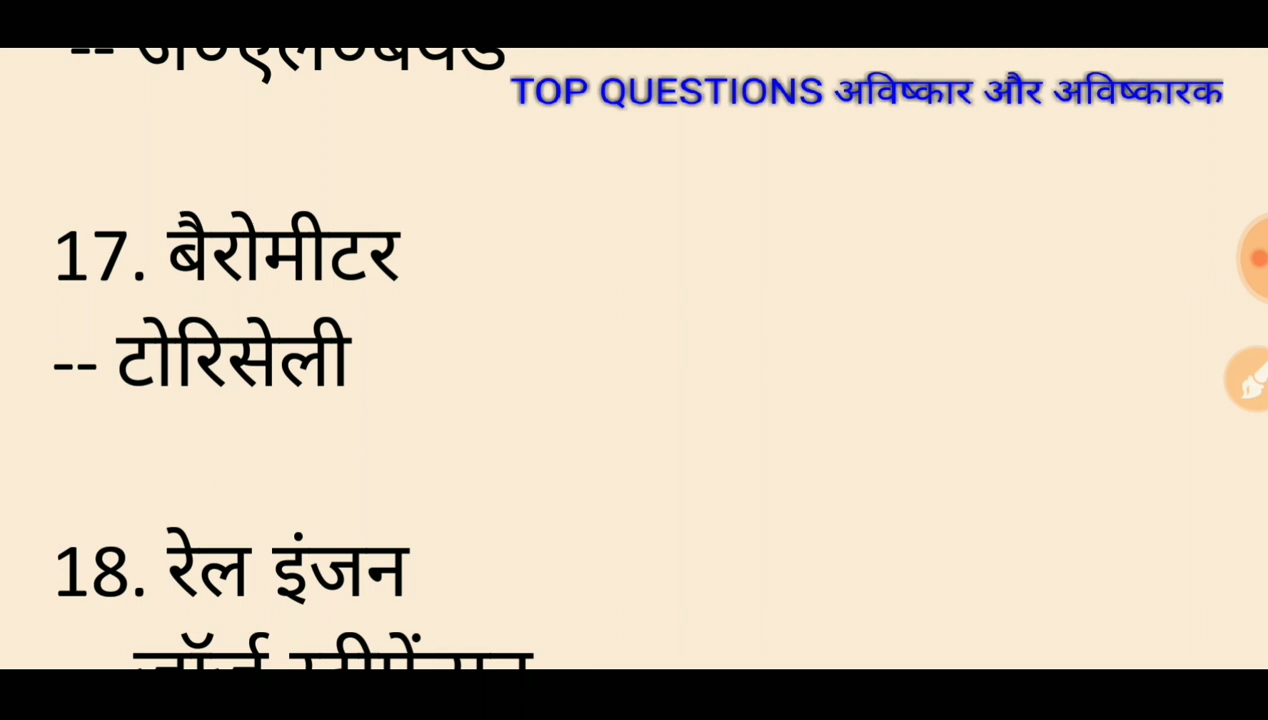 TOP QUESTIONS अविष्कार और अविष्कारक
17. बैरोमीटर
-- टोरिसेली
18. रेल इंजन